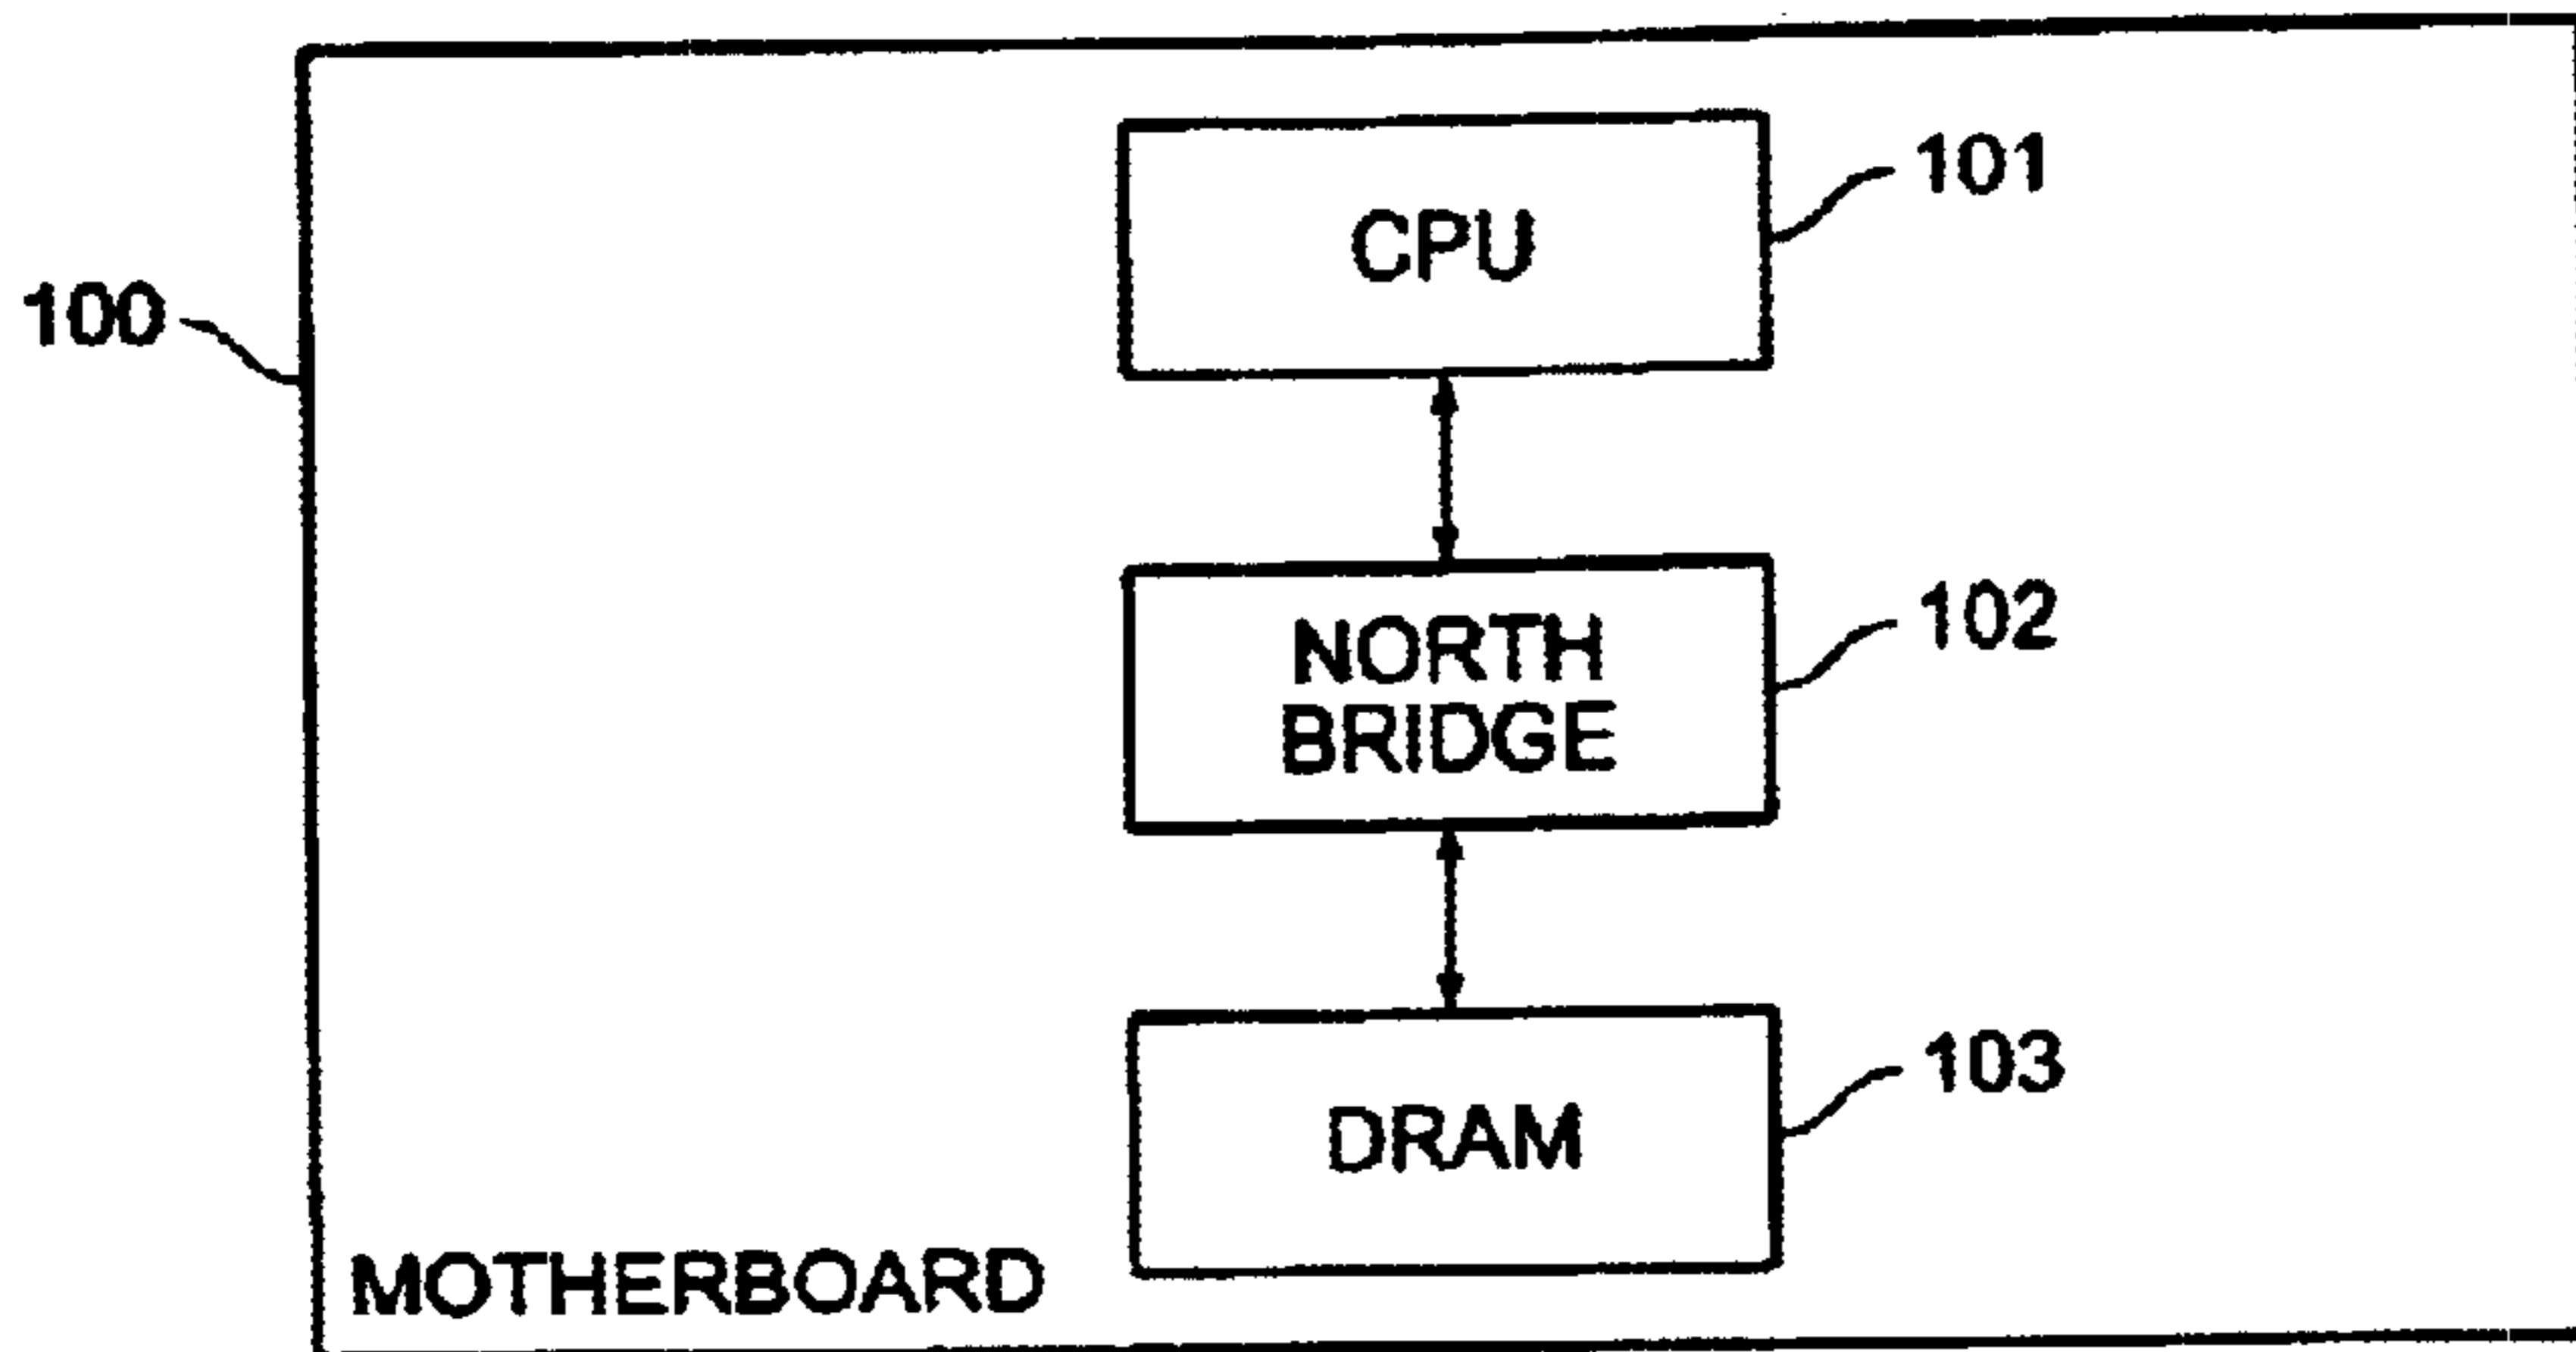 CPU
101
100
NORTH
BRIDGE
102
DRAM
103
MOTHERBOARD